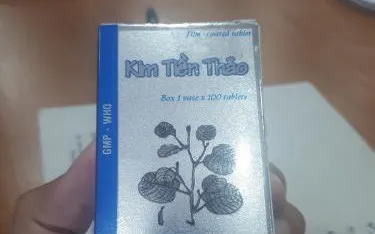 Film - coated tablet
Kim Tiền Thảo
Box 1 vase x 100 tablets
GMP - WHO